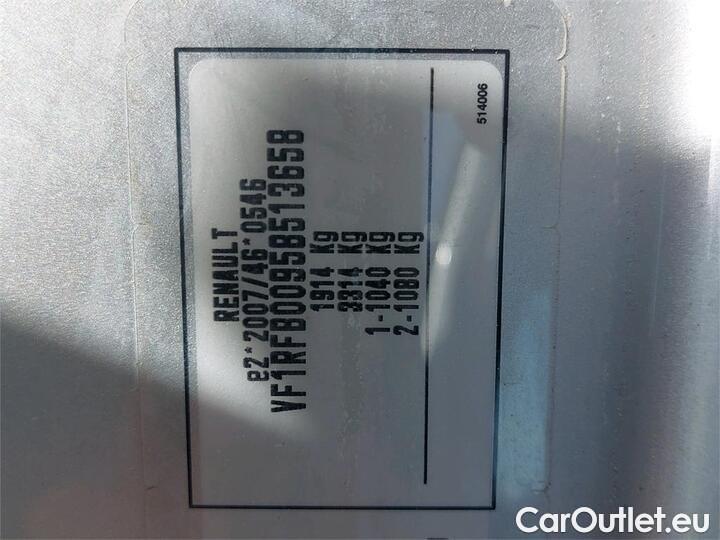 RENAULT
e2*2007/46*0546
VF1RFB00958513658
1914 Kg
3314 Kg
1-1040 Kg
2-1080 Kg
514006
CarOutlet.eu